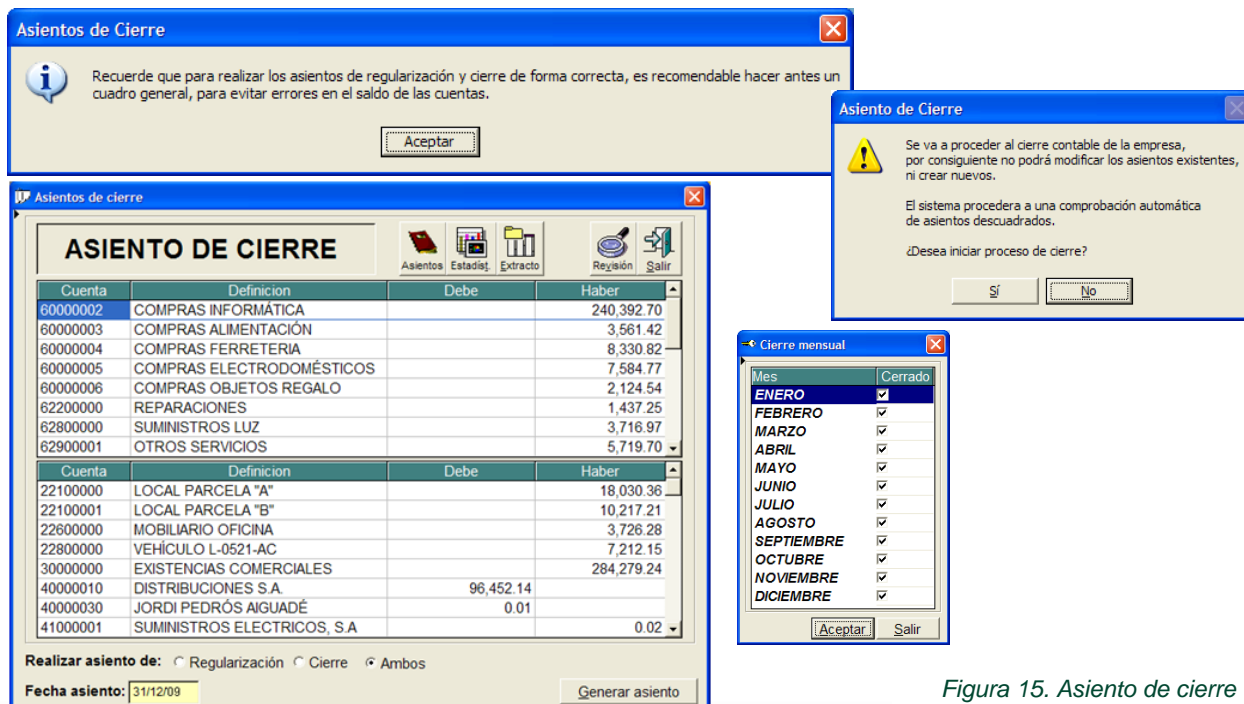 Asientos de Cierre
Recuerde que para realizar los asientos de regularización y cierre de forma correcta, es recomendable hacer antes un
cuadro general, para evitar errores en el saldo de las cuentas.
Aceptar
Asiento de Cierre
Se va a proceder al cierre contable de la empresa,
por consiguiente no podrá modificar los asientos existentes,
ni crear nuevos.
El sistema procedera a una comprobación automática
de asientos descuadrados.
¿Desea iniciar proceso de cierre?
Sí No
Asientos de cierre
ASIENTO DE CIERRE
Asientos Estadist. Extracto Revisión Salir
Cuenta Definicion Debe Haber
60000002 COMPRAS INFORMÁTICA 240,392.70
60000003 COMPRAS ALIMENTACIÓN 3,561.42
60000004 COMPRAS FERRETERIA 8,330.82
60000005 COMPRAS ELECTRODOMÉSTICOS 7,584.77
60000006 COMPRAS OBJETOS REGALO 2,124.54
62200000 REPARACIONES 1,437.25
62800000 SUMINISTROS LUZ 3,716.97
62900001 OTROS SERVICIOS 5,719.70
Cuenta Definicion Debe Haber
22100000 LOCAL PARCELA "A" 18,030.36
22100001 LOCAL PARCELA "B" 10,217.21
22600000 MOBILIARIO OFICINA 3,726.28
22800000 VEHÍCULO L-0521-AC 7,212.15
30000000 EXISTENCIAS COMERCIALES 284,279.24
40000010 DISTRIBUCIONES S.A. 96,452.14
40000030 JORDI PEDRÓS AIGUADÉ 0.01
41000001 SUMINISTROS ELECTRICOS, S.A 0.02
Realizar asiento de: Regularización Cierre Ambos
Fecha asiento: 31/12/09 Generar asiento
Cierre mensual
Mes Cerrado
ENERO
FEBRERO
MARZO
ABRIL
MAYO
JUNIO
JULIO
AGOSTO
SEPTIEMBRE
OCTUBRE
NOVIEMBRE
DICIEMBRE
Aceptar Salir
Figura 15. Asiento de cierre